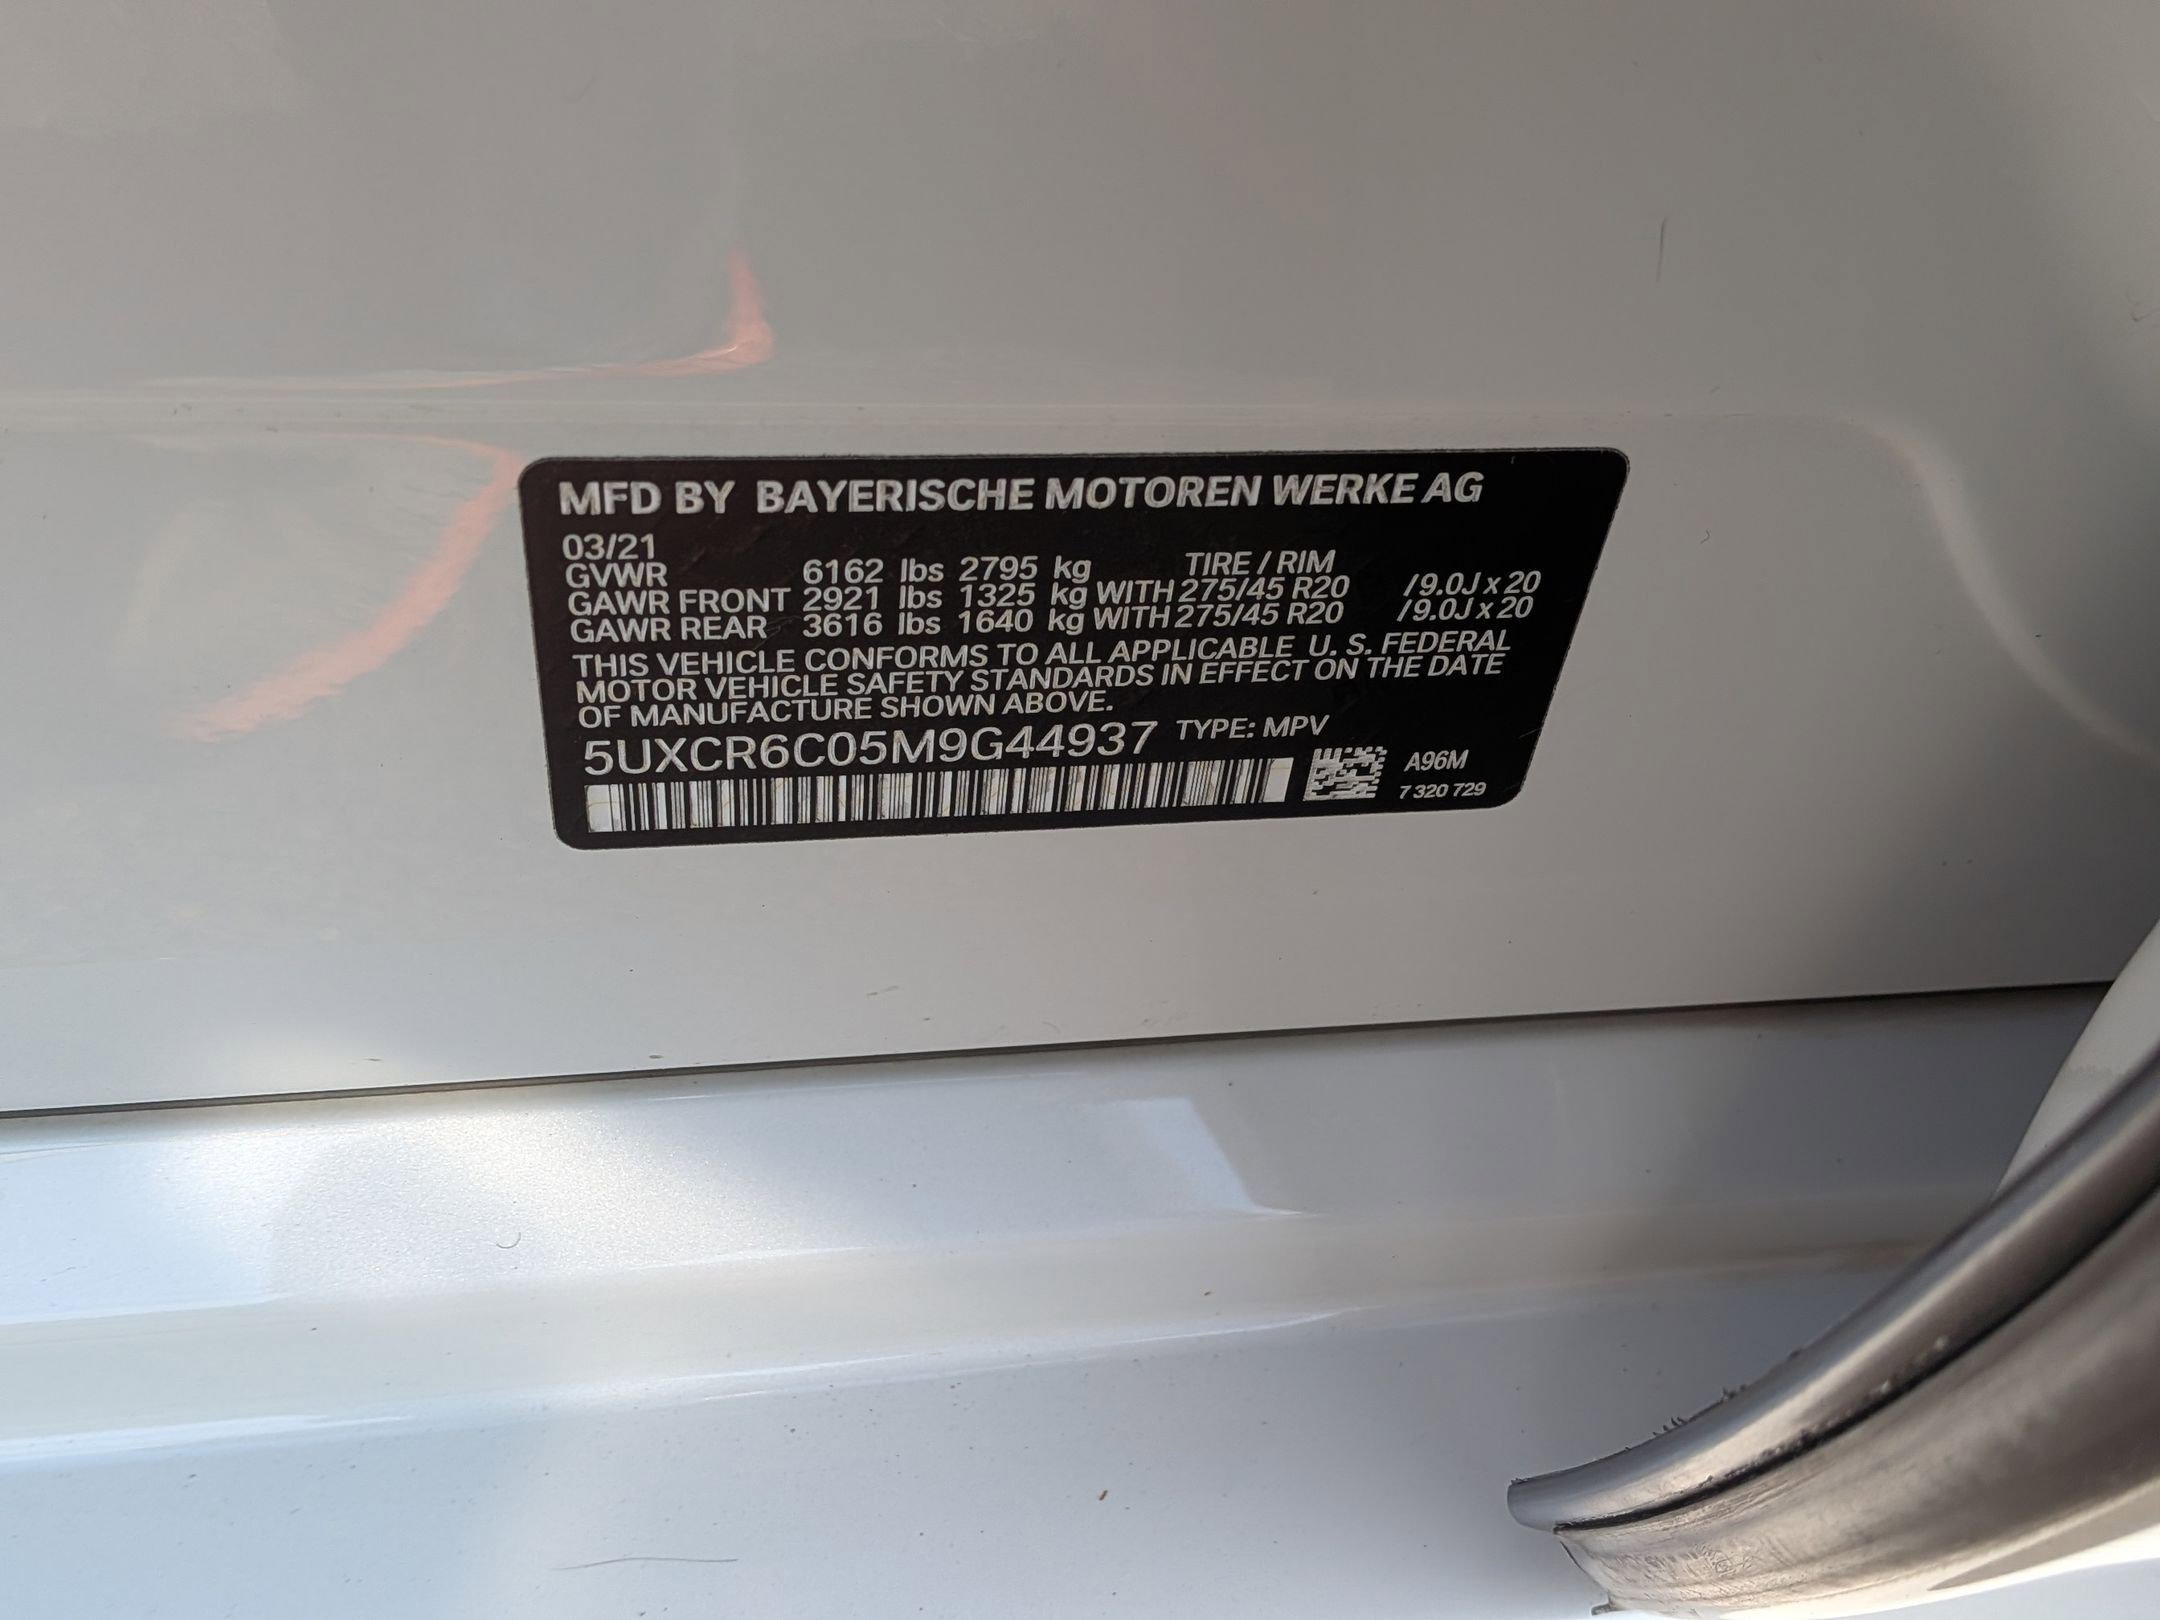 MFD BY BAYERISCHE MOTOREN WERKE AG
03/21
GVWR 6162 lbs 2795 kg TIRE / RIM
GAWR FRONT 2921 lbs 1325 kg WITH 275/45 R20 /9.0J x 20
GAWR REAR 3616 lbs 1640 kg WITH 275/45 R20 /9.0J x 20
THIS VEHICLE CONFORMS TO ALL APPLICABLE U. S. FEDERAL
MOTOR VEHICLE SAFETY STANDARDS IN EFFECT ON THE DATE
OF MANUFACTURE SHOWN ABOVE.
5UXCR6C05M9G44937 TYPE: MPV
A96M
7 320 729